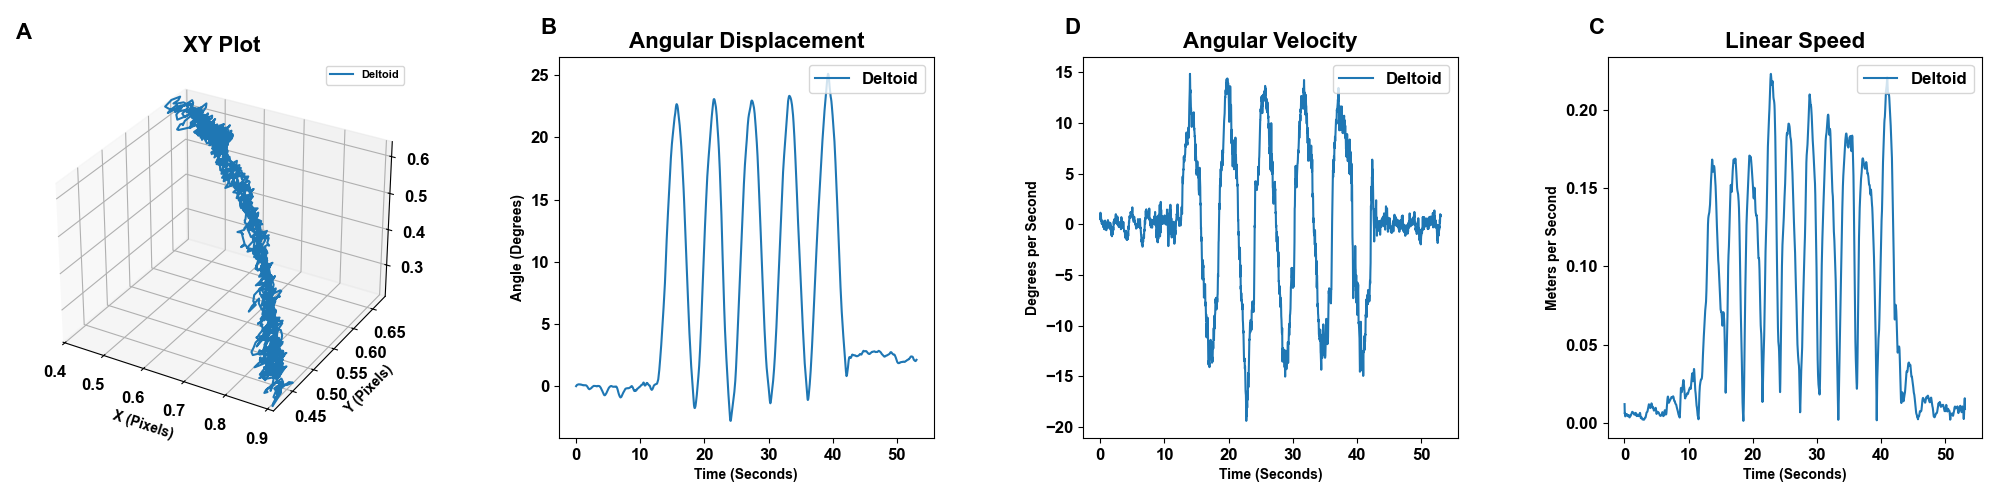 A
XY Plot
Deltoid
0.6
0.5
0.4
0.3
0.4
0.5
0.6
0.7
0.8
0.9
X (Pixels)
0.45
0.50
0.55
0.60
0.65
Y (Pixels)
B
Angular Displacement
Deltoid
Angle (Degrees)
25
20
15
10
5
0
0 10 20 30 40 50
Time (Seconds)
D
Angular Velocity
Deltoid
Degrees per Second
15
10
5
0
−5
−10
−15
−20
0 10 20 30 40 50
Time (Seconds)
C
Linear Speed
Deltoid
Meters per Second
0.20
0.15
0.10
0.05
0.00
0 10 20 30 40 50
Time (Seconds)